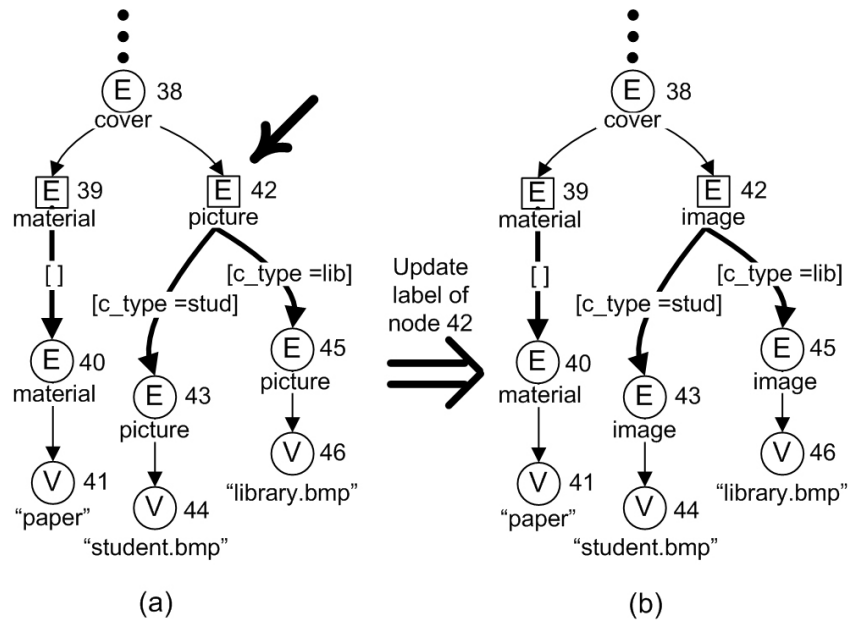 E 38
cover
E 39
material
E 42
picture
[ ]
[c_type =stud]
[c_type =lib]
E 40
material
E 43
picture
E 45
picture
V 41
"paper"
V 44
"student.bmp"
V 46
"library.bmp"
(a)
Update
label of
node 42
E 38
cover
E 39
material
E 42
image
[ ]
[c_type =stud]
[c_type =lib]
E 40
material
E 43
image
E 45
image
V 41
"paper"
V 44
"student.bmp"
V 46
"library.bmp"
(b)